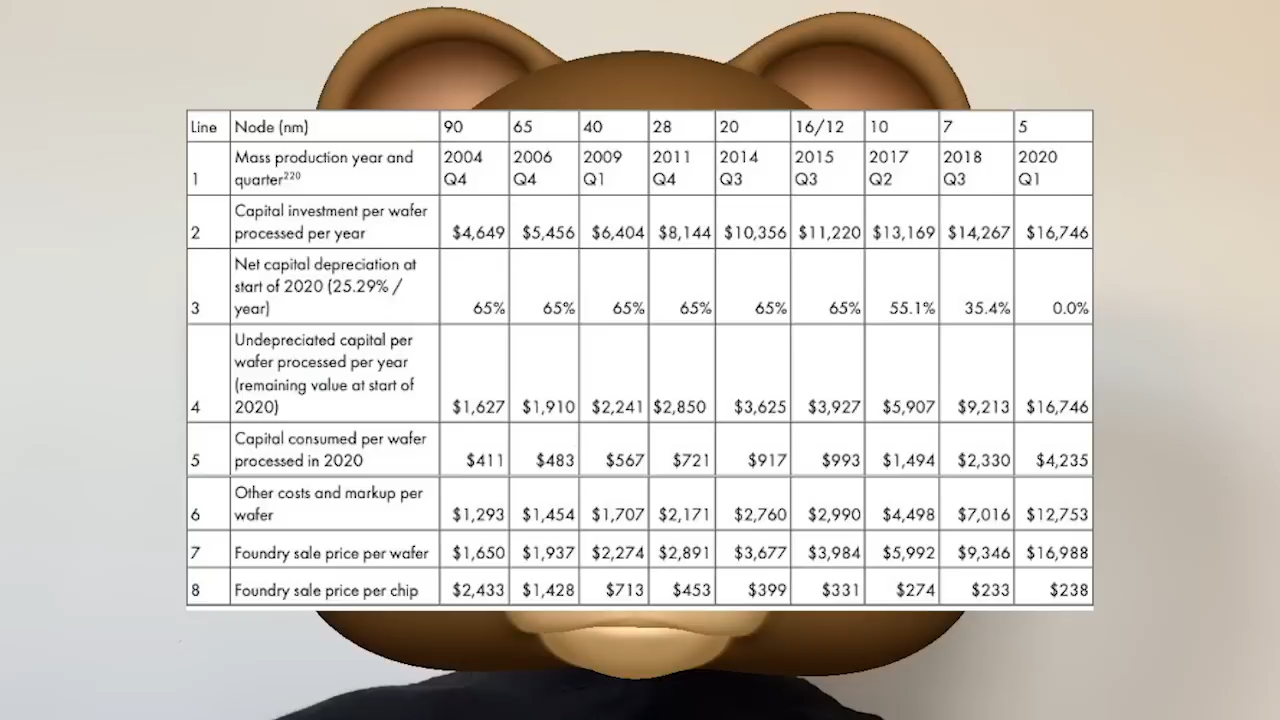 Line Node (nm) 90 65 40 28 20 16/12 10 7 5
Mass production year and 2004 2006 2009 2011 2014 2015 2017 2018 2020
1 quarter220 Q4 Q4 Q1 Q4 Q3 Q3 Q2 Q3 Q1
Capital investment per wafer
2 processed per year $4,649 $5,456 $6,404 $8,144 $10,356 $11,220 $13,169 $14,267 $16,746
Net capital depreciation at
start of 2020 (25.29% /
3 year) 65% 65% 65% 65% 65% 65% 55.1% 35.4% 0.0%
Undepreciated capital per
wafer processed per year
(remaining value at start of
4 2020) $1,627 $1,910 $2,241 $2,850 $3,625 $3,927 $5,907 $9,213 $16,746
Capital consumed per wafer
5 processed in 2020 $411 $483 $567 $721 $917 $993 $1,494 $2,330 $4,235
Other costs and markup per
6 wafer $1,293 $1,454 $1,707 $2,171 $2,760 $2,990 $4,498 $7,016 $12,753
7 Foundry sale price per wafer $1,650 $1,937 $2,274 $2,891 $3,677 $3,984 $5,992 $9,346 $16,988
8 Foundry sale price per chip $2,433 $1,428 $713 $453 $399 $331 $274 $233 $238